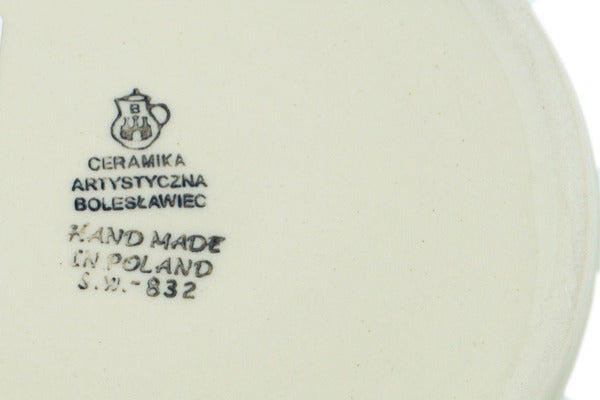 B
CERAMIKA
ARTYSTYCZNA
BOLESŁAWIEC
HAND MADE
IN POLAND
S.W.-832